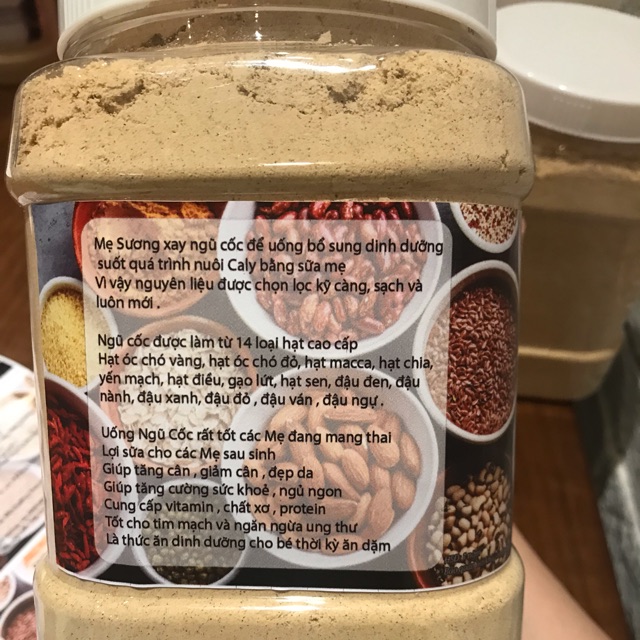 Mẹ Sương xay ngũ cốc để uống bổ sung dinh dưỡng
suốt quá trình nuôi Caly bằng sữa mẹ
Vì vậy nguyên liệu được chọn lọc kỹ càng, sạch và
luôn mới .
Ngũ cốc được làm từ 14 loại hạt cao cấp
Hạt óc chó vàng, hạt óc chó đỏ, hạt macca, hạt chia,
yến mạch, hạt điều, gạo lứt, hạt sen, đậu đen, đậu
nành, đậu xanh, đậu đỏ , đậu ván , đậu ngự .
Uống Ngũ Cốc rất tốt các Mẹ đang mang thai
Lợi sữa cho các Mẹ sau sinh
Giúp tăng cân , giảm cân , đẹp da
Giúp tăng cường sức khoẻ , ngủ ngon
Cung cấp vitamin , chất xơ , protein
Tốt cho tim mạch và ngăn ngừa ung thư
Là thức ăn dinh dưỡng cho bé thời kỳ ăn dặm